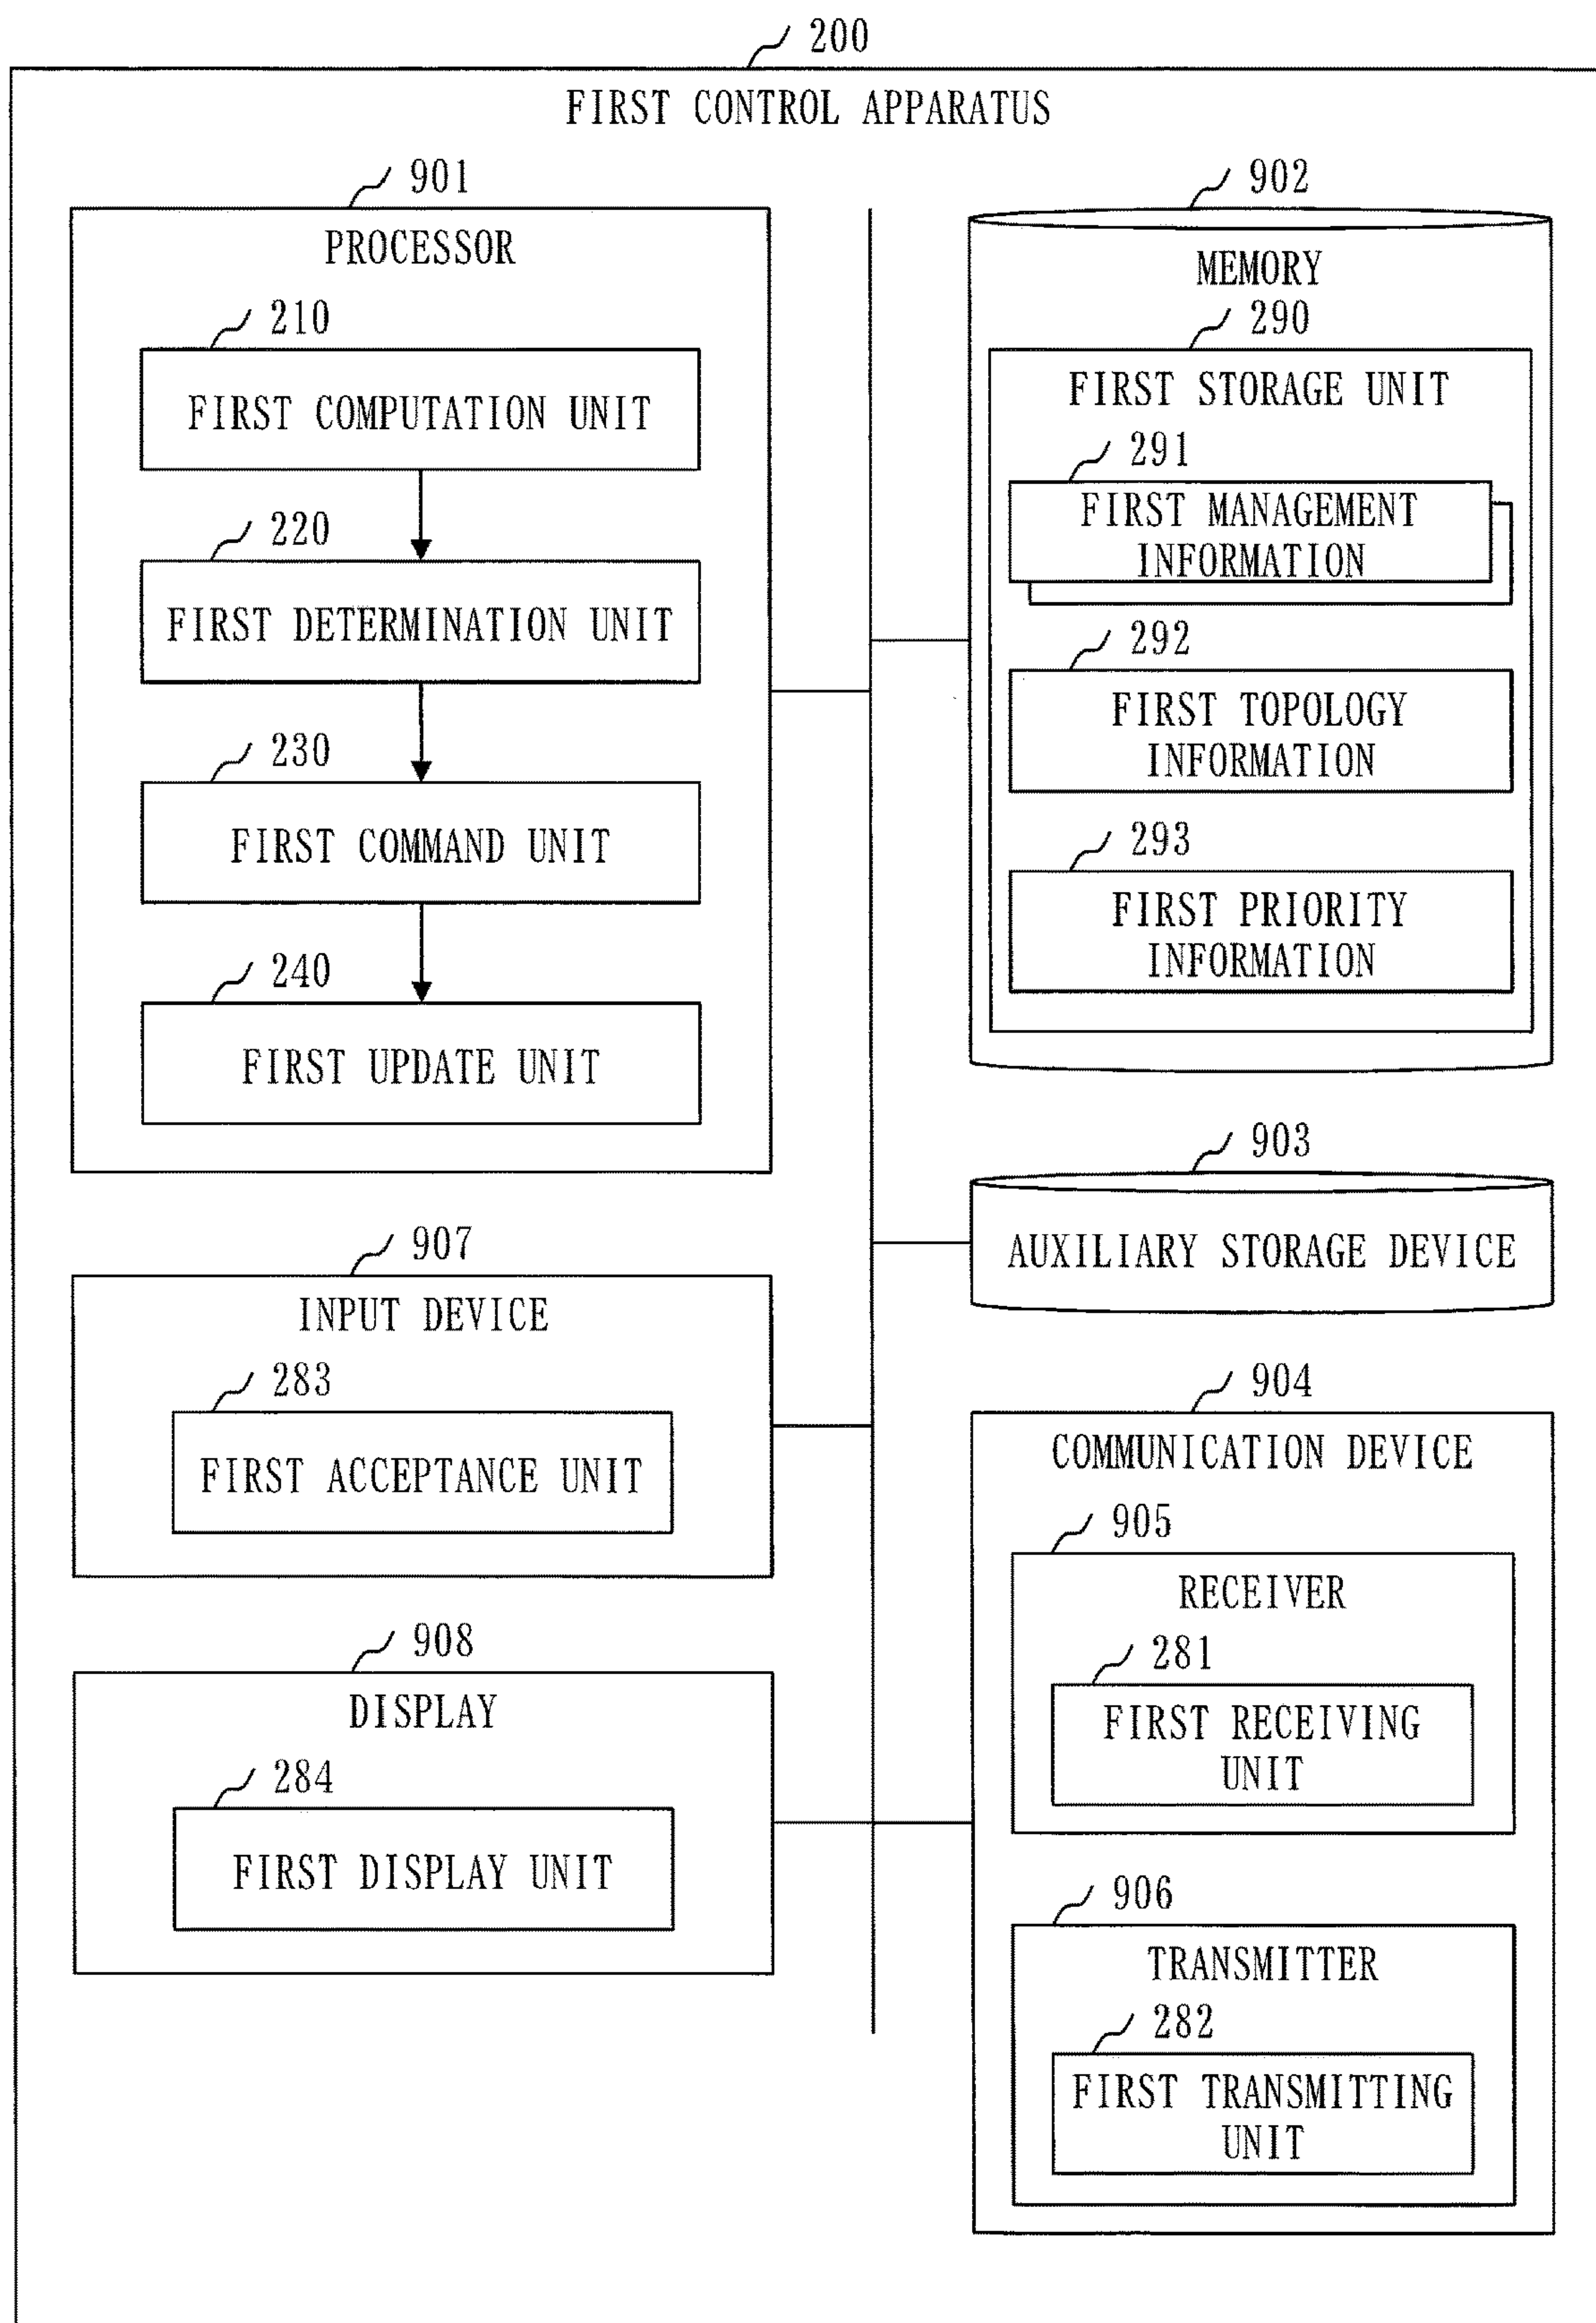 200
FIRST CONTROL APPARATUS
901
PROCESSOR
210
FIRST COMPUTATION UNIT
220
FIRST DETERMINATION UNIT
230
FIRST COMMAND UNIT
240
FIRST UPDATE UNIT
902
MEMORY
290
FIRST STORAGE UNIT
291
FIRST MANAGEMENT
INFORMATION
292
FIRST TOPOLOGY
INFORMATION
293
FIRST PRIORITY
INFORMATION
903
AUXILIARY STORAGE DEVICE
907
INPUT DEVICE
283
FIRST ACCEPTANCE UNIT
908
DISPLAY
284
FIRST DISPLAY UNIT
904
COMMUNICATION DEVICE
905
RECEIVER
281
FIRST RECEIVING
UNIT
906
TRANSMITTER
282
FIRST TRANSMITTING
UNIT